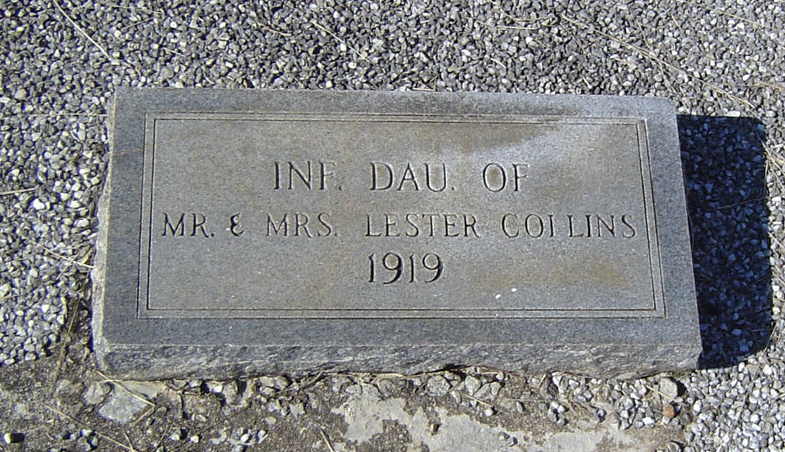 INF. DAU. OF
MR. & MRS. LESTER COLLINS
1919